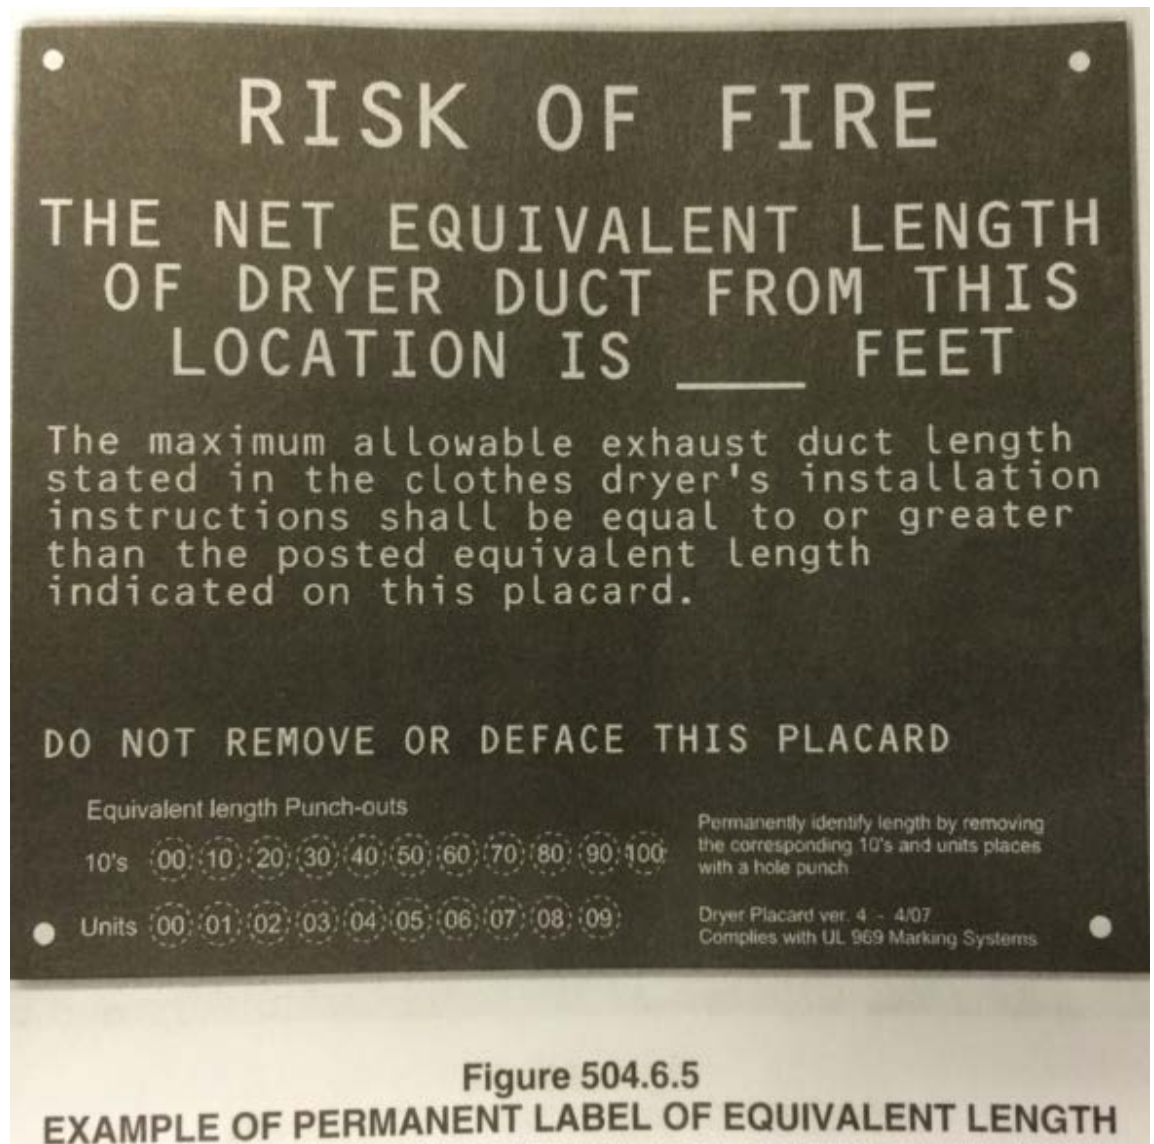 RISK OF FIRE
THE NET EQUIVALENT LENGTH
OF DRYER DUCT FROM THIS
LOCATION IS ____ FEET
The maximum allowable exhaust duct length
stated in the clothes dryer's installation
instructions shall be equal to or greater
than the posted equivalent length
indicated on this placard.
DO NOT REMOVE OR DEFACE THIS PLACARD
Equivalent length Punch-outs
10's 00 10 20 30 40 50 60 70 80 90 100
Units 00 01 02 03 04 05 06 07 08 09
Permanently identify length by removing
the corresponding 10's and units places
with a hole punch
Dryer Placard ver. 4 - 4/07
Complies with UL 969 Marking Systems
Figure 504.6.5
EXAMPLE OF PERMANENT LABEL OF EQUIVALENT LENGTH